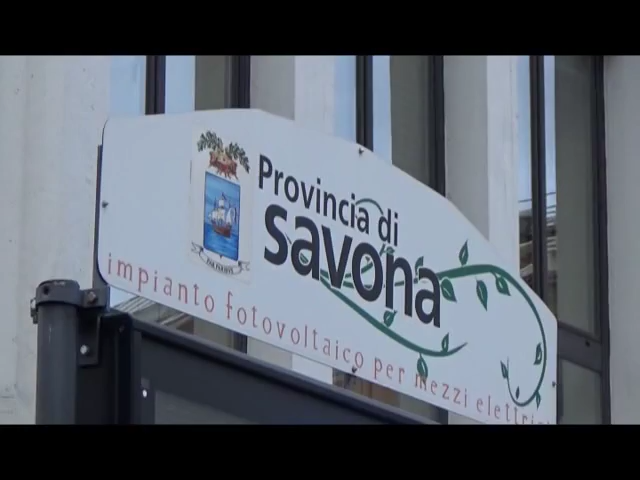 Provincia di
savona
impianto fotovoltaico per mezzi elettri